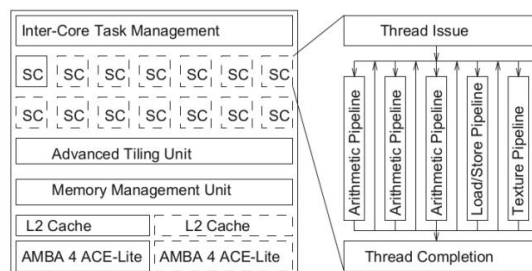 Inter-Core Task Management
SC SC SC SC SC SC SC
SC SC SC SC SC SC SC
Advanced Tiling Unit
Memory Management Unit
L2 Cache L2 Cache
AMBA 4 ACE-Lite AMBA 4 ACE-Lite
Thread Issue
Arithmetic Pipeline
Arithmetic Pipeline
Arithmetic Pipeline
Load/Store Pipeline
Texture Pipeline
Thread Completion